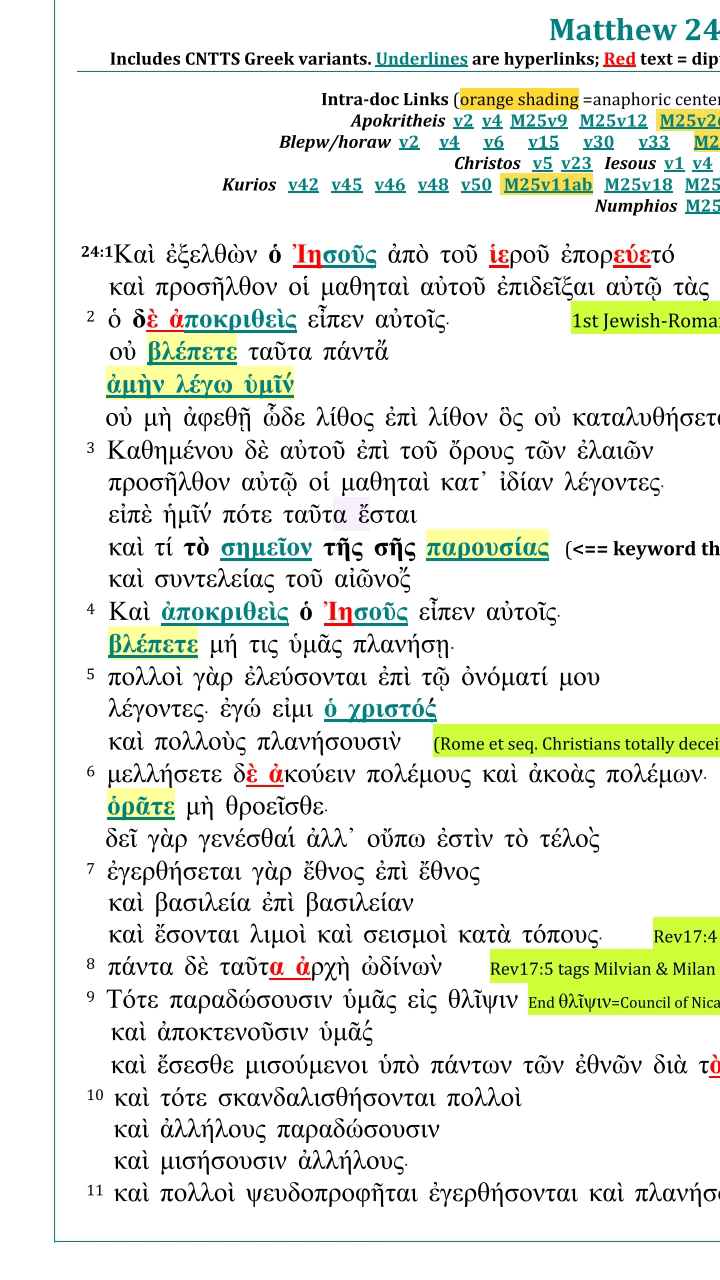 Matthew 24
Includes CNTTS Greek variants. Underlines are hyperlinks; Red text = dip
Intra-doc Links (orange shading =anaphoric center
Apokritheis v2 v4 M25v9 M25v12 M25v2
Blepw/horaw v2 v4 v6 v15 v30 v33 M2
Christos v5 v23 Iesous v1 v4
Kurios v42 v45 v46 v48 v50 M25v11ab M25v18 M25
Numphios M25
24:1Καὶ ἐξελθὼν ὁ Ἰησοῦς ἀπὸ τοῦ ἱεροῦ ἐπορεύετό
καὶ προσῆλθον οἱ μαθηταὶ αὐτοῦ ἐπιδεῖξαι αὐτῷ τὰς
2 ὁ δὲ ἀποκριθεὶς εἶπεν αὐτοῖς· 1st Jewish-Roma
οὐ βλέπετε ταῦτα πάντἄ
ἀμὴν λέγω ὑμῖν́
οὐ μὴ ἀφεθῇ ὧδε λίθος ἐπὶ λίθον ὃς οὐ καταλυθήσετα
3 Καθημένου δὲ αὐτοῦ ἐπὶ τοῦ ὄρους τῶν ἐλαιῶν
προσῆλθον αὐτῷ οἱ μαθηταὶ κατ᾽ ἰδίαν λέγοντες·
εἰπὲ ἡμῖν́ πότε ταῦτα ἔσται
καὶ τί τὸ σημεῖον τῆς σῆς παρουσίας (<== keyword th
καὶ συντελείας τοῦ αἰῶνοξ̓
4 Καὶ ἀποκριθεὶς ὁ Ἰησοῦς εἶπεν αὐτοῖς·
βλέπετε μή τις ὑμᾶς πλανήσῃ·
5 πολλοὶ γὰρ ἐλεύσονται ἐπὶ τῷ ὀνόματί μου
λέγοντες· ἐγώ εἰμι ὁ χριστός́
καὶ πολλοὺς πλανήσουσιν̀ (Rome et seq. Christians totally decei
6 μελλήσετε δὲ ἀκούειν πολέμους καὶ ἀκοὰς πολέμων·
ὁρᾶτε μὴ θροεῖσθε·
δεῖ γὰρ γενέσθαί ἀλλ᾽ οὔπω ἐστὶν τὸ τέλος̀
7 ἐγερθήσεται γὰρ ἔθνος ἐπὶ ἔθνος
καὶ βασιλεία ἐπὶ βασιλείαν
καὶ ἔσονται λιμοὶ καὶ σεισμοὶ κατὰ τόπους· Rev17:4
8 πάντα δὲ ταῦτα ἀρχὴ ὠδίνων̀ Rev17:5 tags Milvian & Milan
9 Τότε παραδώσουσιν ὑμᾶς εἰς θλῖψιν End θλῖψιν=Council of Nica
καὶ ἀποκτενοῦσιν ὑμᾶς́
καὶ ἔσεσθε μισούμενοι ὑπὸ πάντων τῶν ἐθνῶν διὰ τὸ
10 καὶ τότε σκανδαλισθήσονται πολλοὶ
καὶ ἀλλήλους παραδώσουσιν
καὶ μισήσουσιν ἀλλήλους·
11 καὶ πολλοὶ ψευδοπροφῆται ἐγερθήσονται καὶ πλανήσο